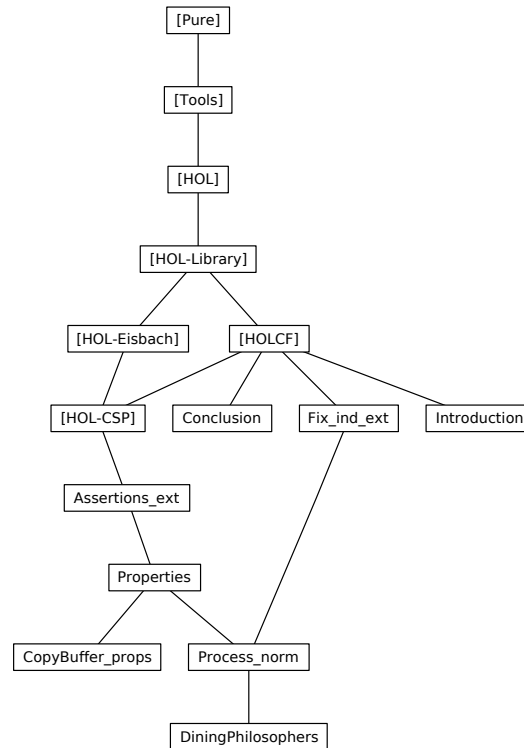 [Pure]
[Tools]
[HOL]
[HOL-Library]
[HOL-Eisbach]
[HOLCF]
[HOL-CSP]
Conclusion
Fix_ind_ext
Introduction
Assertions_ext
Properties
CopyBuffer_props
Process_norm
DiningPhilosophers